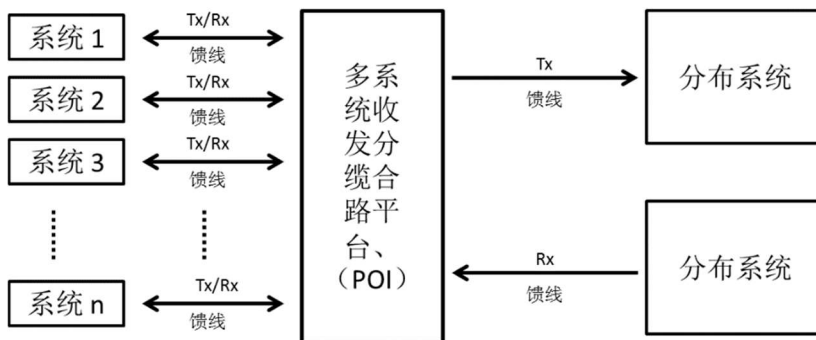 系统 1
Tx/Rx
馈线
系统 2
Tx/Rx
馈线
系统 3
Tx/Rx
馈线
系统 n
Tx/Rx
馈线
多系
统收
发分
缆合
路平
台、
（POI）
Tx
馈线
分布系统
Rx
馈线
分布系统